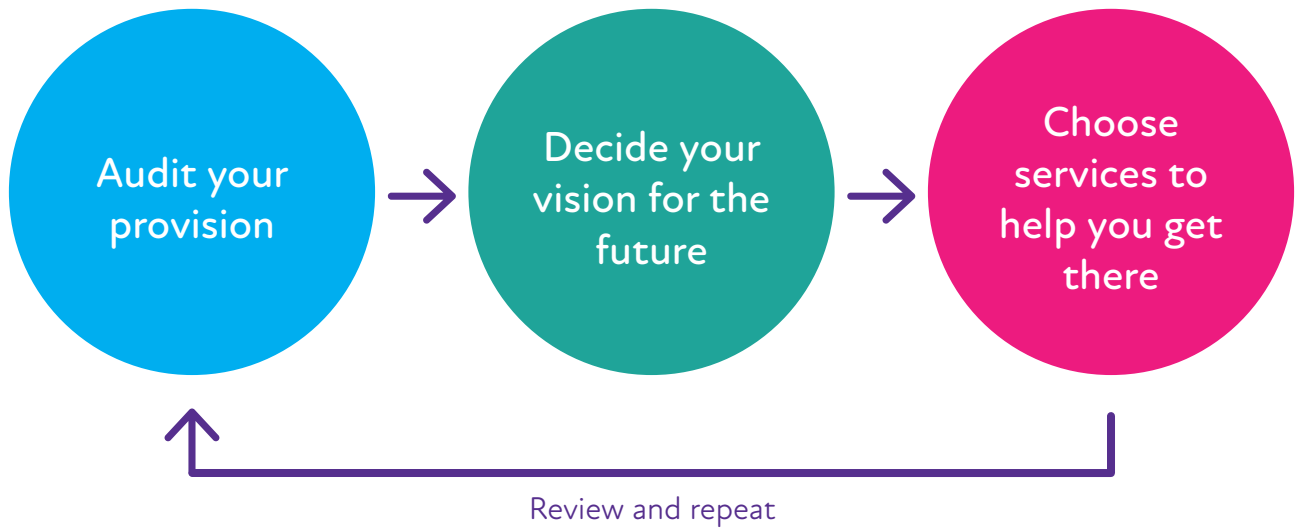 Audit your
provision
Decide your
vision for the
future
Choose
services to
help you get
there
Review and repeat